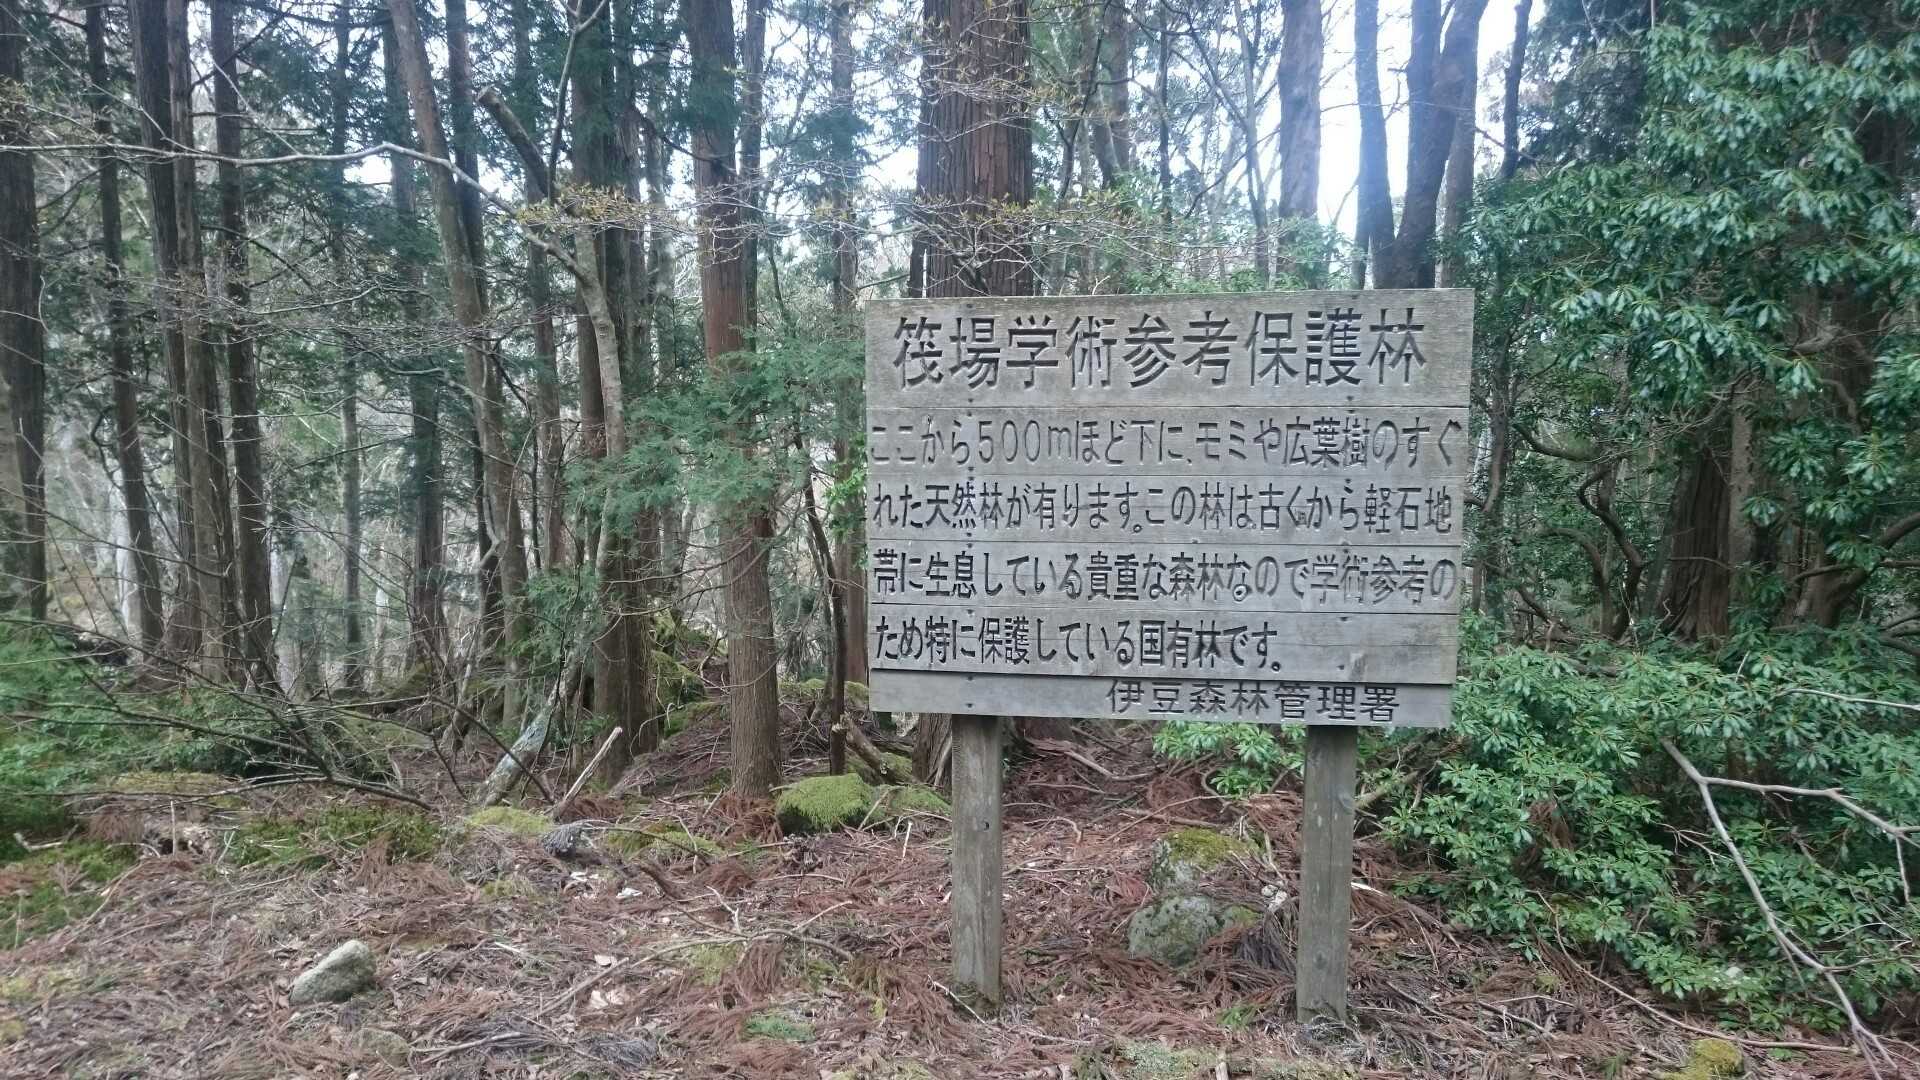 筏場学術参考保護林
ここから500mほど下に、モミや広葉樹のすぐ
れた天然林が有ります。この林は古くから軽石地
帯に生息している貴重な森林なので学術参考の
ため特に保護している国有林です。
伊豆森林管理署